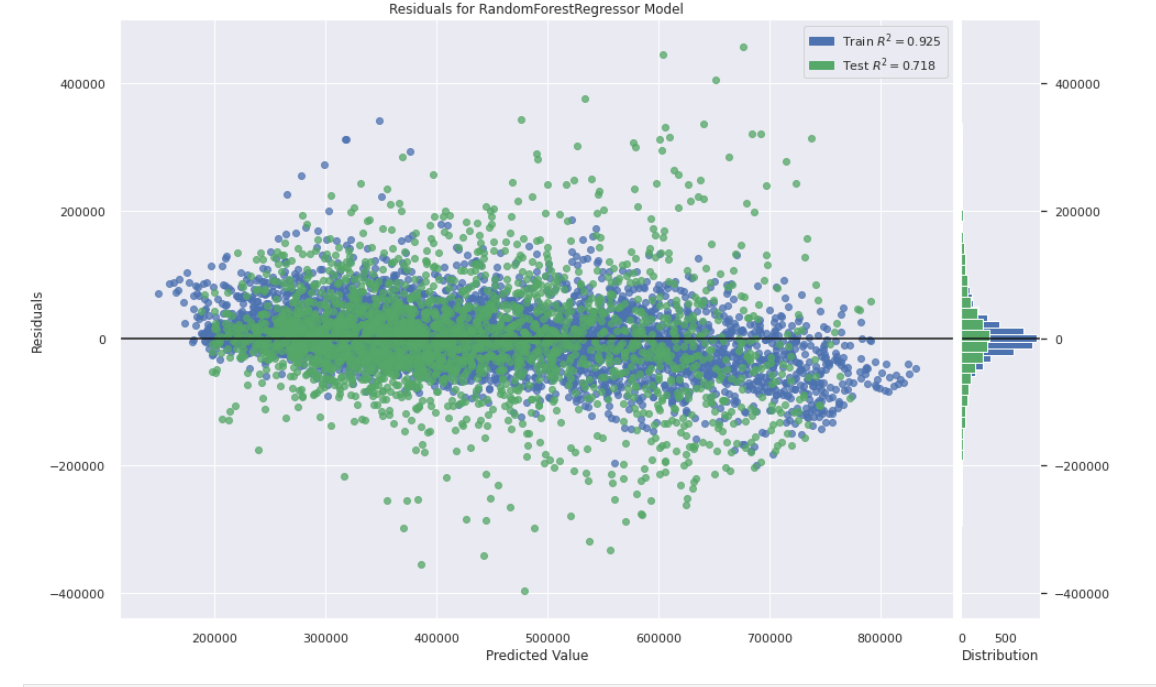 Residuals for RandomForestRegressor Model
Train R² = 0.925
Test R² = 0.718
400000
200000
0
−200000
−400000
Residuals
200000 300000 400000 500000 600000 700000 800000
Predicted Value
400000
200000
0
−200000
−400000
0 500
Distribution